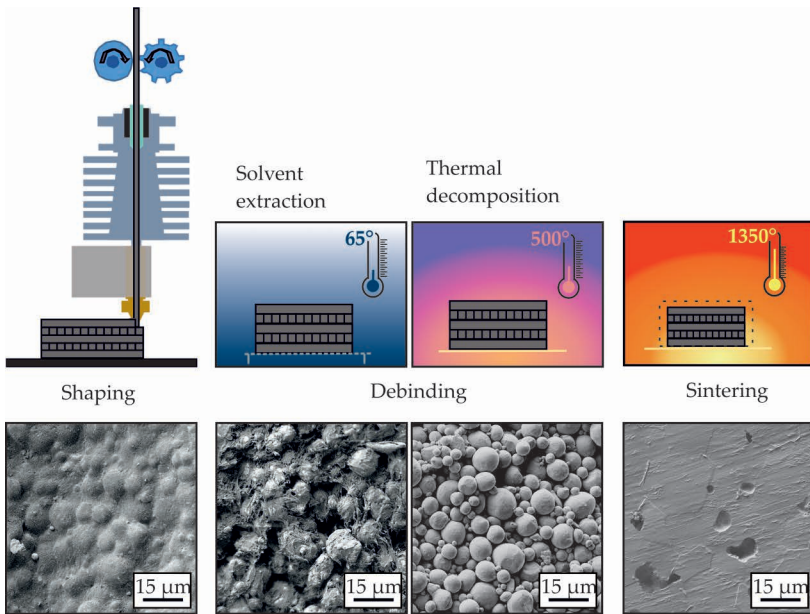 Solvent
extraction
Thermal
decomposition
65°
500°
1350°
Shaping
Debinding
Sintering
15 µm
15 µm
15 µm
15 µm